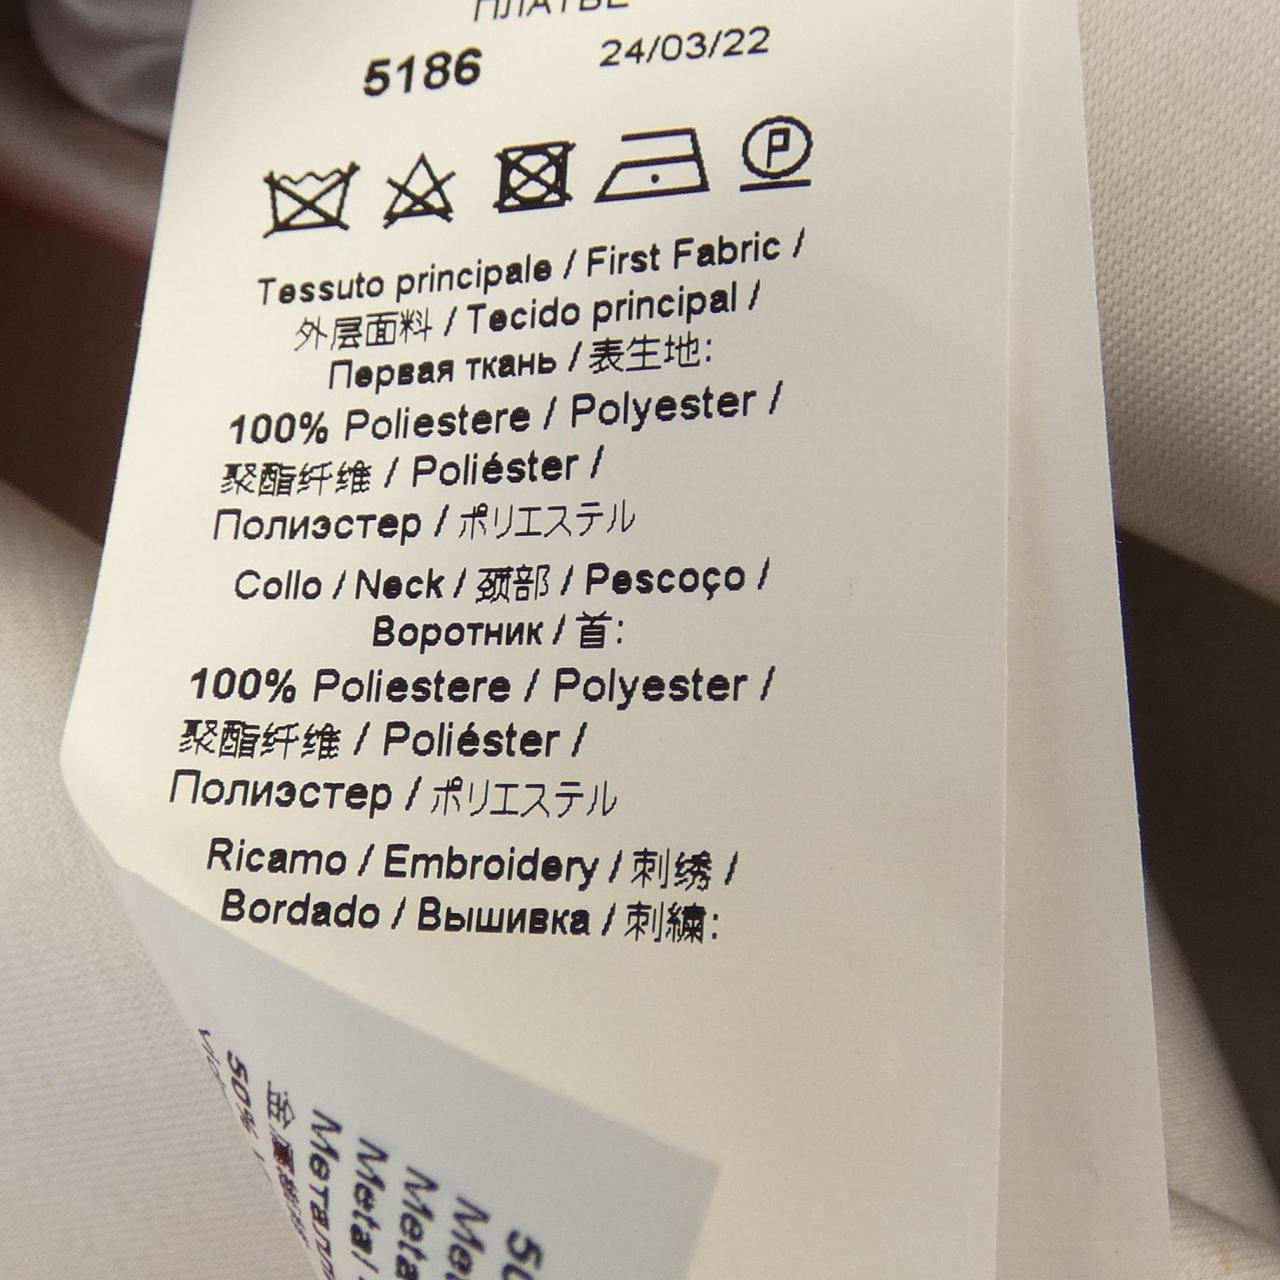 ПЛАТЬЕ
5186 24/03/22
P
Tessuto principale / First Fabric /
外层面料 / Tecido principal /
Первая ткань / 表生地:
100% Poliestere / Polyester /
聚酯纤维 / Poliéster /
Полиэстер / ポリエステル
Collo / Neck / 颈部 / Pescoço /
Воротник / 首:
100% Poliestere / Polyester /
聚酯纤维 / Poliéster /
Полиэстер / ポリエステル
Ricamo / Embroidery / 刺绣 /
Bordado / Вышивка / 刺繍:
50%